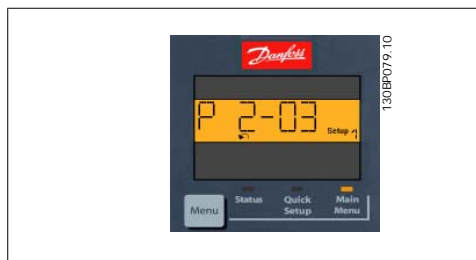 Danfoss
P 2-03
Setup 1
Status
Quick Setup
Main Menu
Menu
130BP079.10